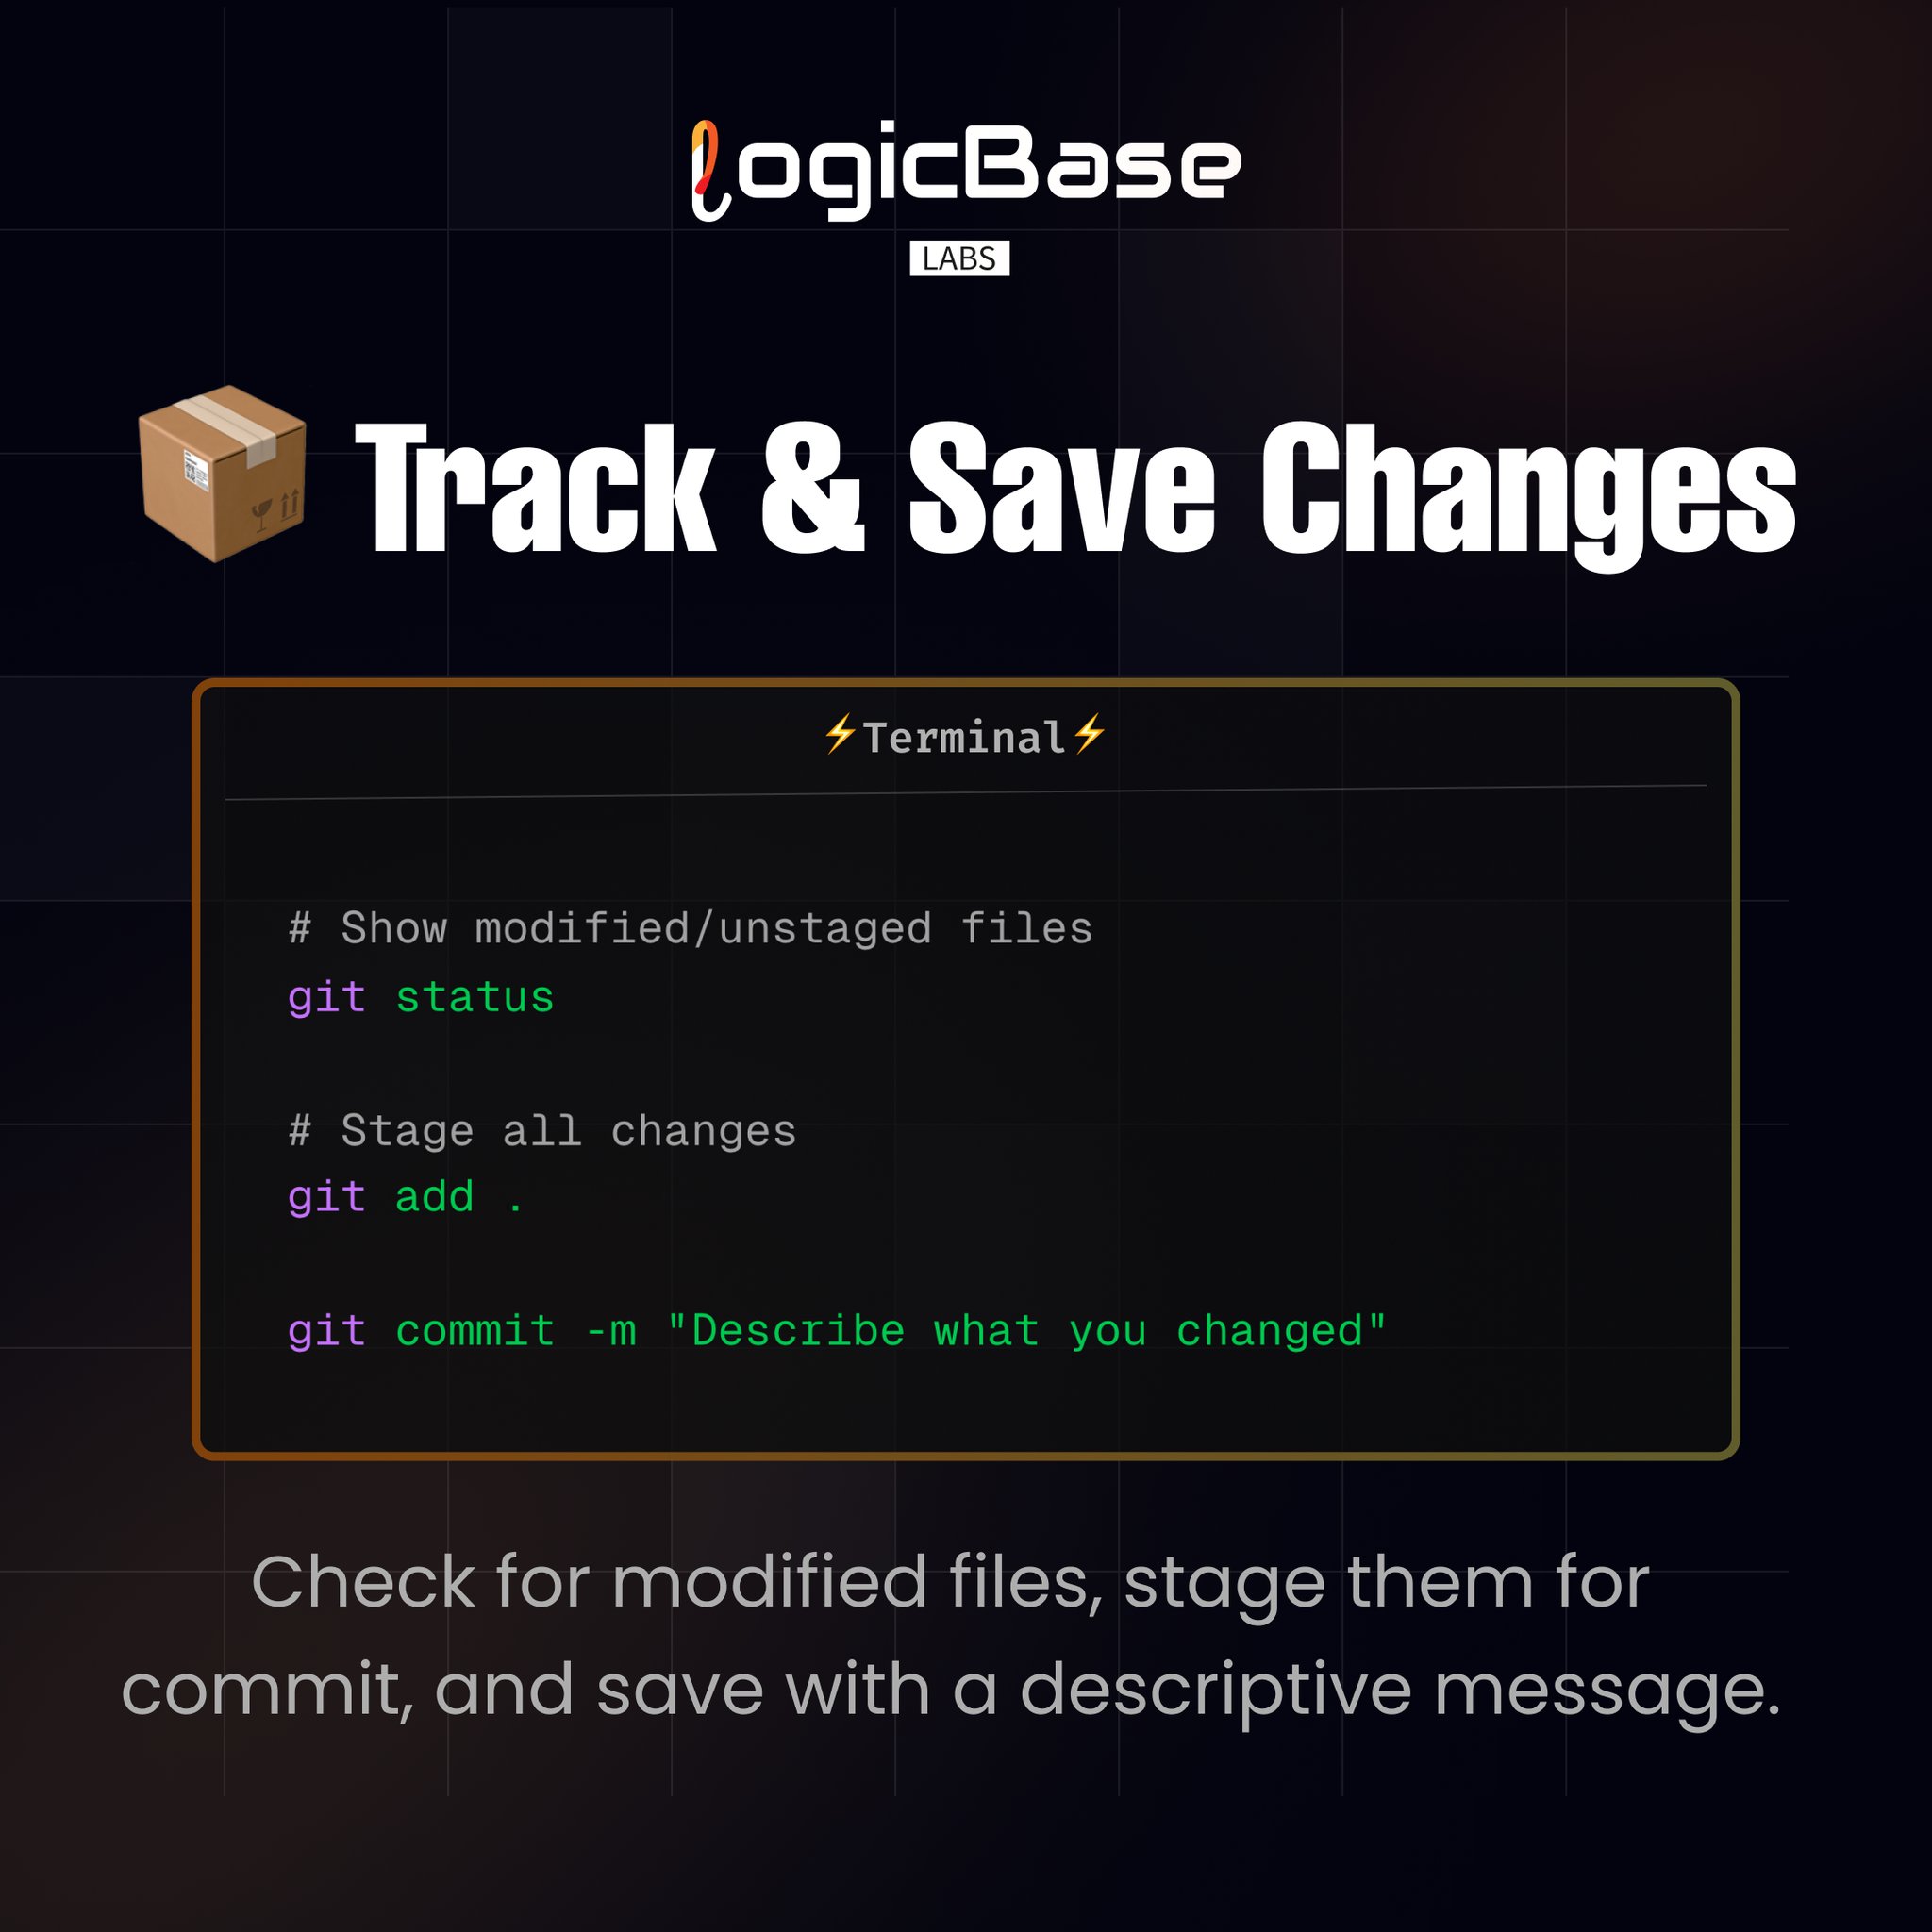 logicBase
LABS
📦 Track & Save Changes
⚡Terminal⚡
# Show modified/unstaged files
git status
# Stage all changes
git add .
git commit -m "Describe what you changed"
Check for modified files, stage them for
commit, and save with a descriptive message.